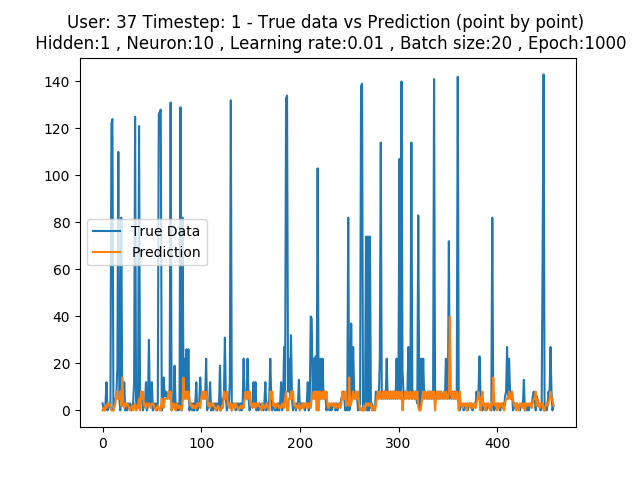 User: 37 Timestep: 1 - True data vs Prediction (point by point)
Hidden:1 , Neuron:10 , Learning rate:0.01 , Batch size:20 , Epoch:1000
140
120
100
80
60
40
20
0
True Data
Prediction
0 100 200 300 400